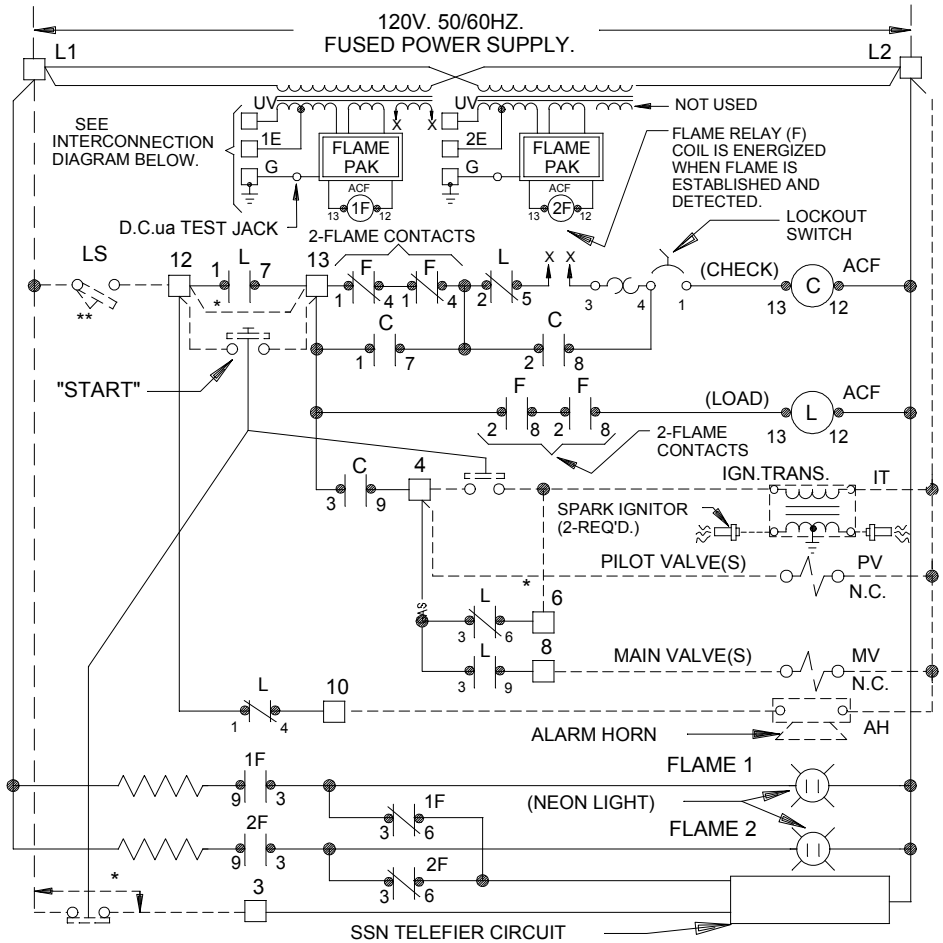 120V. 50/60HZ.
FUSED POWER SUPPLY.
L1
L2
UV
UV
X
X
NOT USED
SEE
INTERCONNECTION
DIAGRAM BELOW.
1E
FLAME
PAK
2E
FLAME
PAK
FLAME RELAY (F)
COIL IS ENERGIZED
WHEN FLAME IS
ESTABLISHED AND
DETECTED.
G
G
ACF
13
1F
12
ACF
13
2F
12
D.C.ua TEST JACK
2-FLAME CONTACTS
LOCKOUT
SWITCH
LS
12
1
L
7
13
F
F
L
X
X
(CHECK)
C
ACF
**
*
1
4
1
4
2
5
3
4
1
13
12
C
C
1
7
2
8
"START"
F
F
(LOAD)
L
ACF
2
8
2
8
13
12
2-FLAME
CONTACTS
C
4
IGN.TRANS.
IT
3
9
SPARK IGNITOR
(2-REQ'D.)
PILOT VALVE(S)
PV
N.C.
*
AS
L
6
3
6
8
L
3
9
MAIN VALVE(S)
MV
N.C.
L
10
1
4
AH
ALARM HORN
1F
FLAME 1
9
3
1F
(NEON LIGHT)
3
6
2F
FLAME 2
9
3
2F
3
6
*
3
SSN TELEFIER CIRCUIT